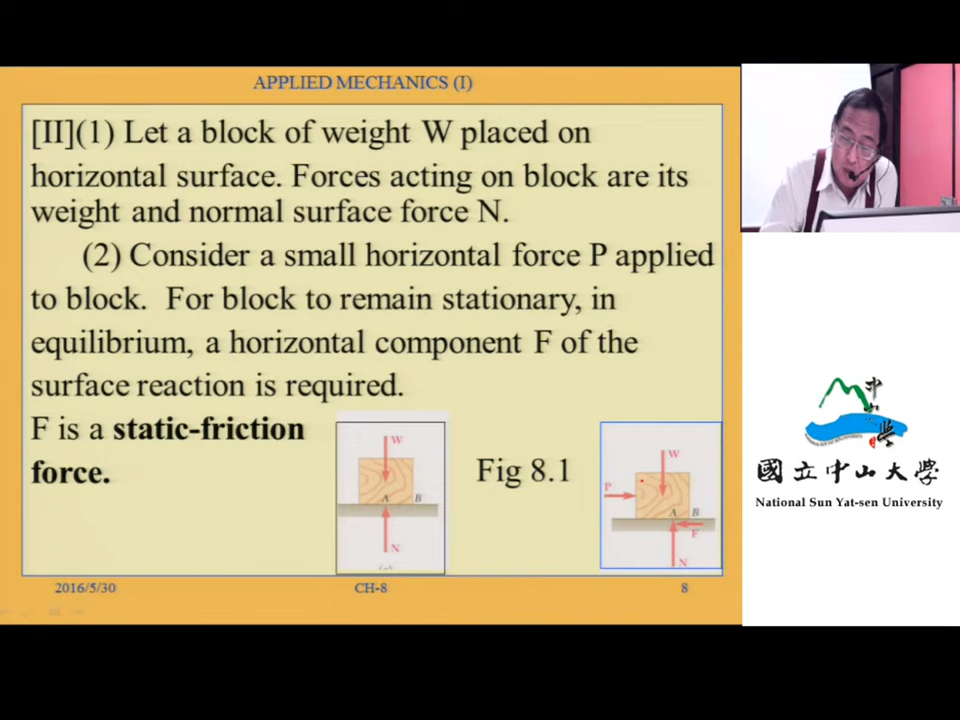 APPLIED MECHANICS (I)
[II](1) Let a block of weight W placed on
horizontal surface. Forces acting on block are its
weight and normal surface force N.
(2) Consider a small horizontal force P applied
to block. For block to remain stationary, in
equilibrium, a horizontal component F of the
surface reaction is required.
F is a static-friction
force.
W
A B
N
Fig 8.1
W
P
A B
F
N
2016/5/30
CH-8
8
國立中山大學
National Sun Yat-sen University